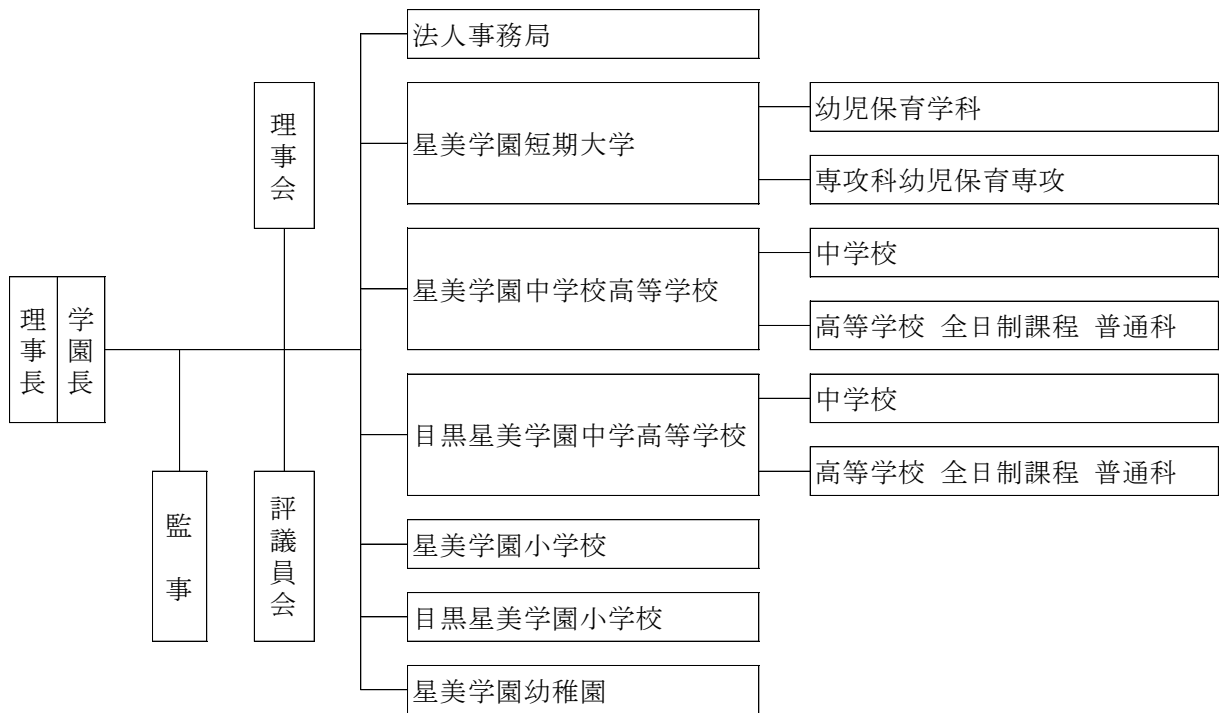 理事長
学園長
監事
理事会
評議員会
法人事務局
星美学園短期大学
幼児保育学科
専攻科幼児保育専攻
星美学園中学校高等学校
中学校
高等学校 全日制課程 普通科
目黒星美学園中学高等学校
中学校
高等学校 全日制課程 普通科
星美学園小学校
目黒星美学園小学校
星美学園幼稚園